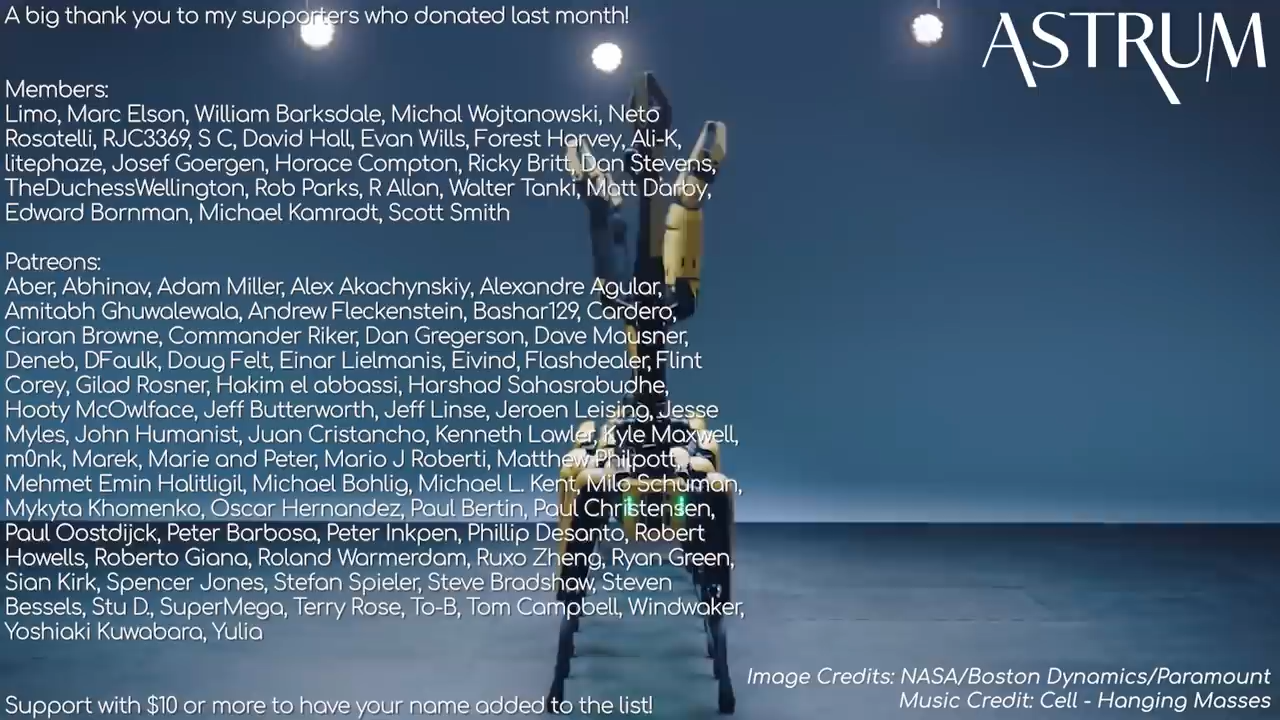 A big thank you to my supporters who donated last month!
ASTRUM
Members:
Limo, Marc Elson, William Barksdale, Michal Wojtanowski, Neto
Rosatelli, RJC3369, S C, David Hall, Evan Wills, Forest Harvey, Ali-K,
litephaze, Josef Goergen, Horace Compton, Ricky Britt, Dan Stevens,
TheDuchessWellington, Rob Parks, R Allan, Walter Tanki, Matt Darby,
Edward Bornman, Michael Kamradt, Scott Smith
Patreons:
Aber, Abhinav, Adam Miller, Alex Akachynskiy, Alexandre Agular,
Amitabh Ghuwalewala, Andrew Fleckenstein, Bashar129, Cardero,
Ciaran Browne, Commander Riker, Dan Gregerson, Dave Mausner,
Deneb, DFaulk, Doug Felt, Einar Lielmanis, Eivind, Flashdealer, Flint
Corey, Gilad Rosner, Hakim el abbassi, Harshad Sahasrabudhe,
Hooty McOwlface, Jeff Butterworth, Jeff Linse, Jeroen Leising, Jesse
Myles, John Humanist, Juan Cristancho, Kenneth Lawler, Kyle Maxwell,
m0nk, Marek, Marie and Peter, Mario J Roberti, Matthew Philpott,
Mehmet Emin Halitligil, Michael Bohlig, Michael L. Kent, Milo Schuman,
Mykyta Khomenko, Oscar Hernandez, Paul Bertin, Paul Christensen,
Paul Oostdijck, Peter Barbosa, Peter Inkpen, Phillip Desanto, Robert
Howells, Roberto Giana, Roland Warmerdam, Ruxo Zheng, Ryan Green,
Sian Kirk, Spencer Jones, Stefan Spieler, Steve Bradshaw, Steven
Bessels, Stu D., SuperMega, Terry Rose, To-B, Tom Campbell, Windwaker,
Yoshiaki Kuwabara, Yulia
Image Credits: NASA/Boston Dynamics/Paramount
Music Credit: Cell - Hanging Masses
Support with $10 or more to have your name added to the list!